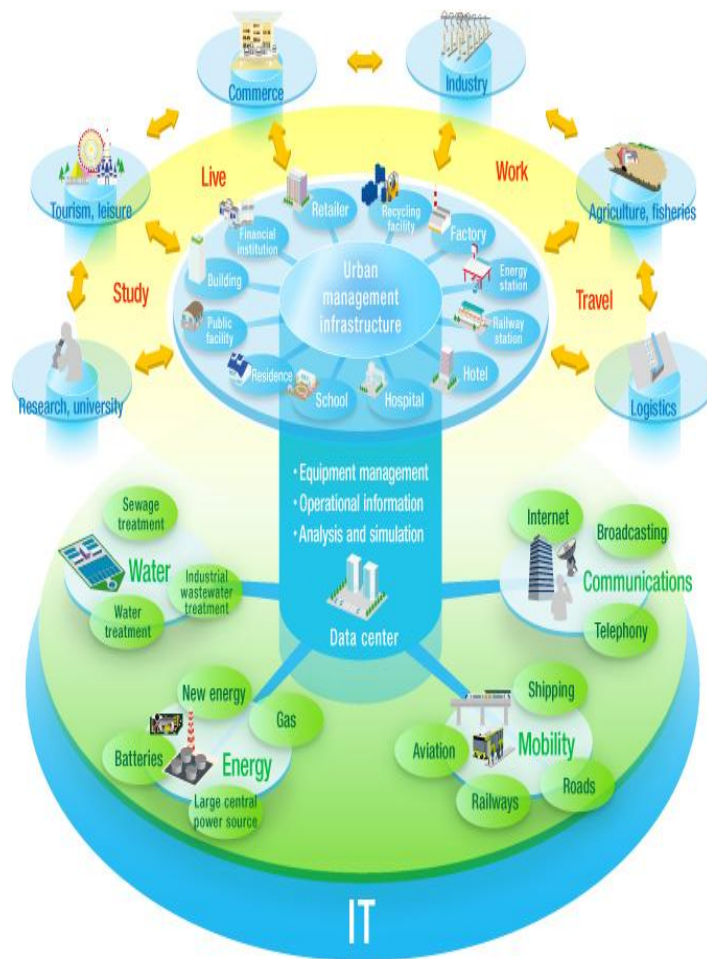 Commerce
Industry
Tourism, leisure
Agriculture, fisheries
Research, university
Logistics
Live
Work
Study
Travel
Retailer
Recycling
facility
Financial
institution
Factory
Building
Energy
station
Public
facility
Railway
station
Residence
School
Hospital
Hotel
Urban
management
infrastructure
• Equipment management
• Operational information
• Analysis and simulation
Data center
Sewage
treatment
Water
Industrial
wastewater
treatment
Water
treatment
Internet
Broadcasting
Communications
Telephony
New energy
Gas
Batteries
Energy
Large central
power source
Shipping
Aviation
Mobility
Railways
Roads
IT